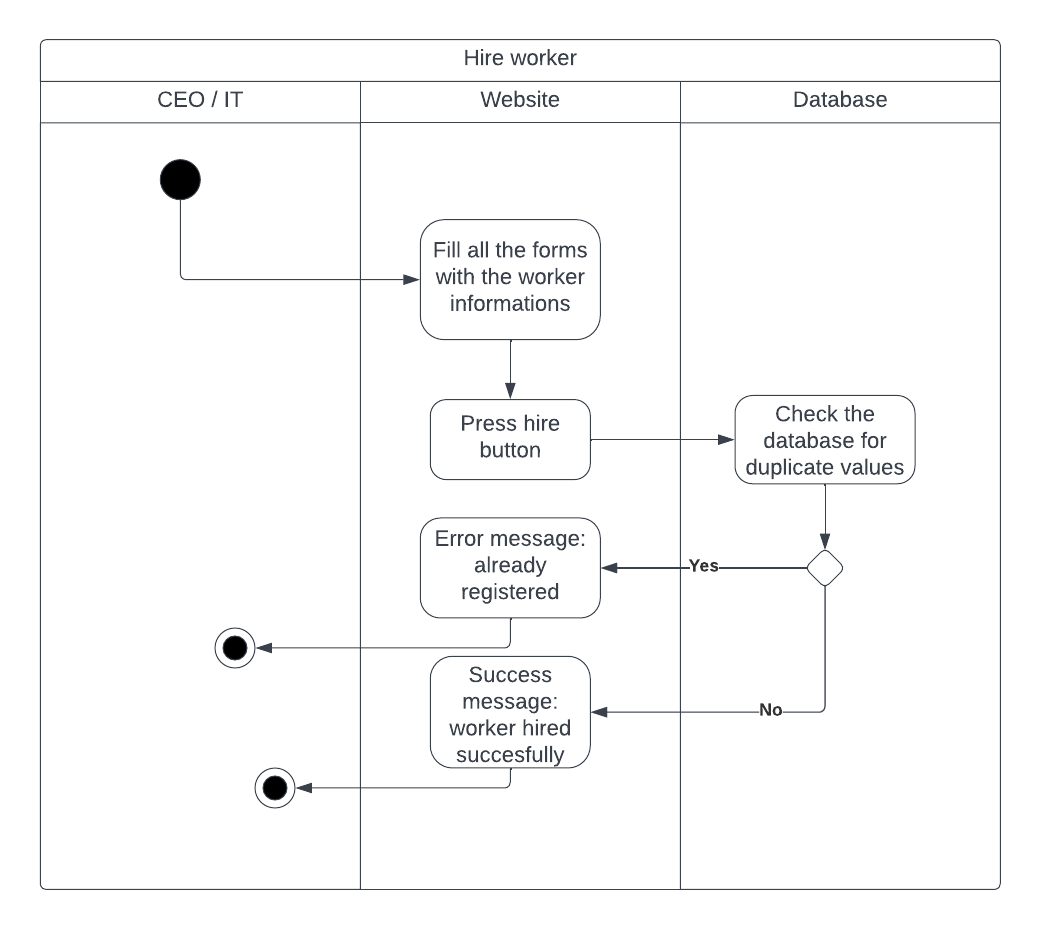 Hire worker
CEO / IT
Website
Database
Fill all the forms
with the worker
informations
Press hire
button
Check the
database for
duplicate values
Error message:
already
registered
Yes
Success
message:
worker hired
succesfully
No